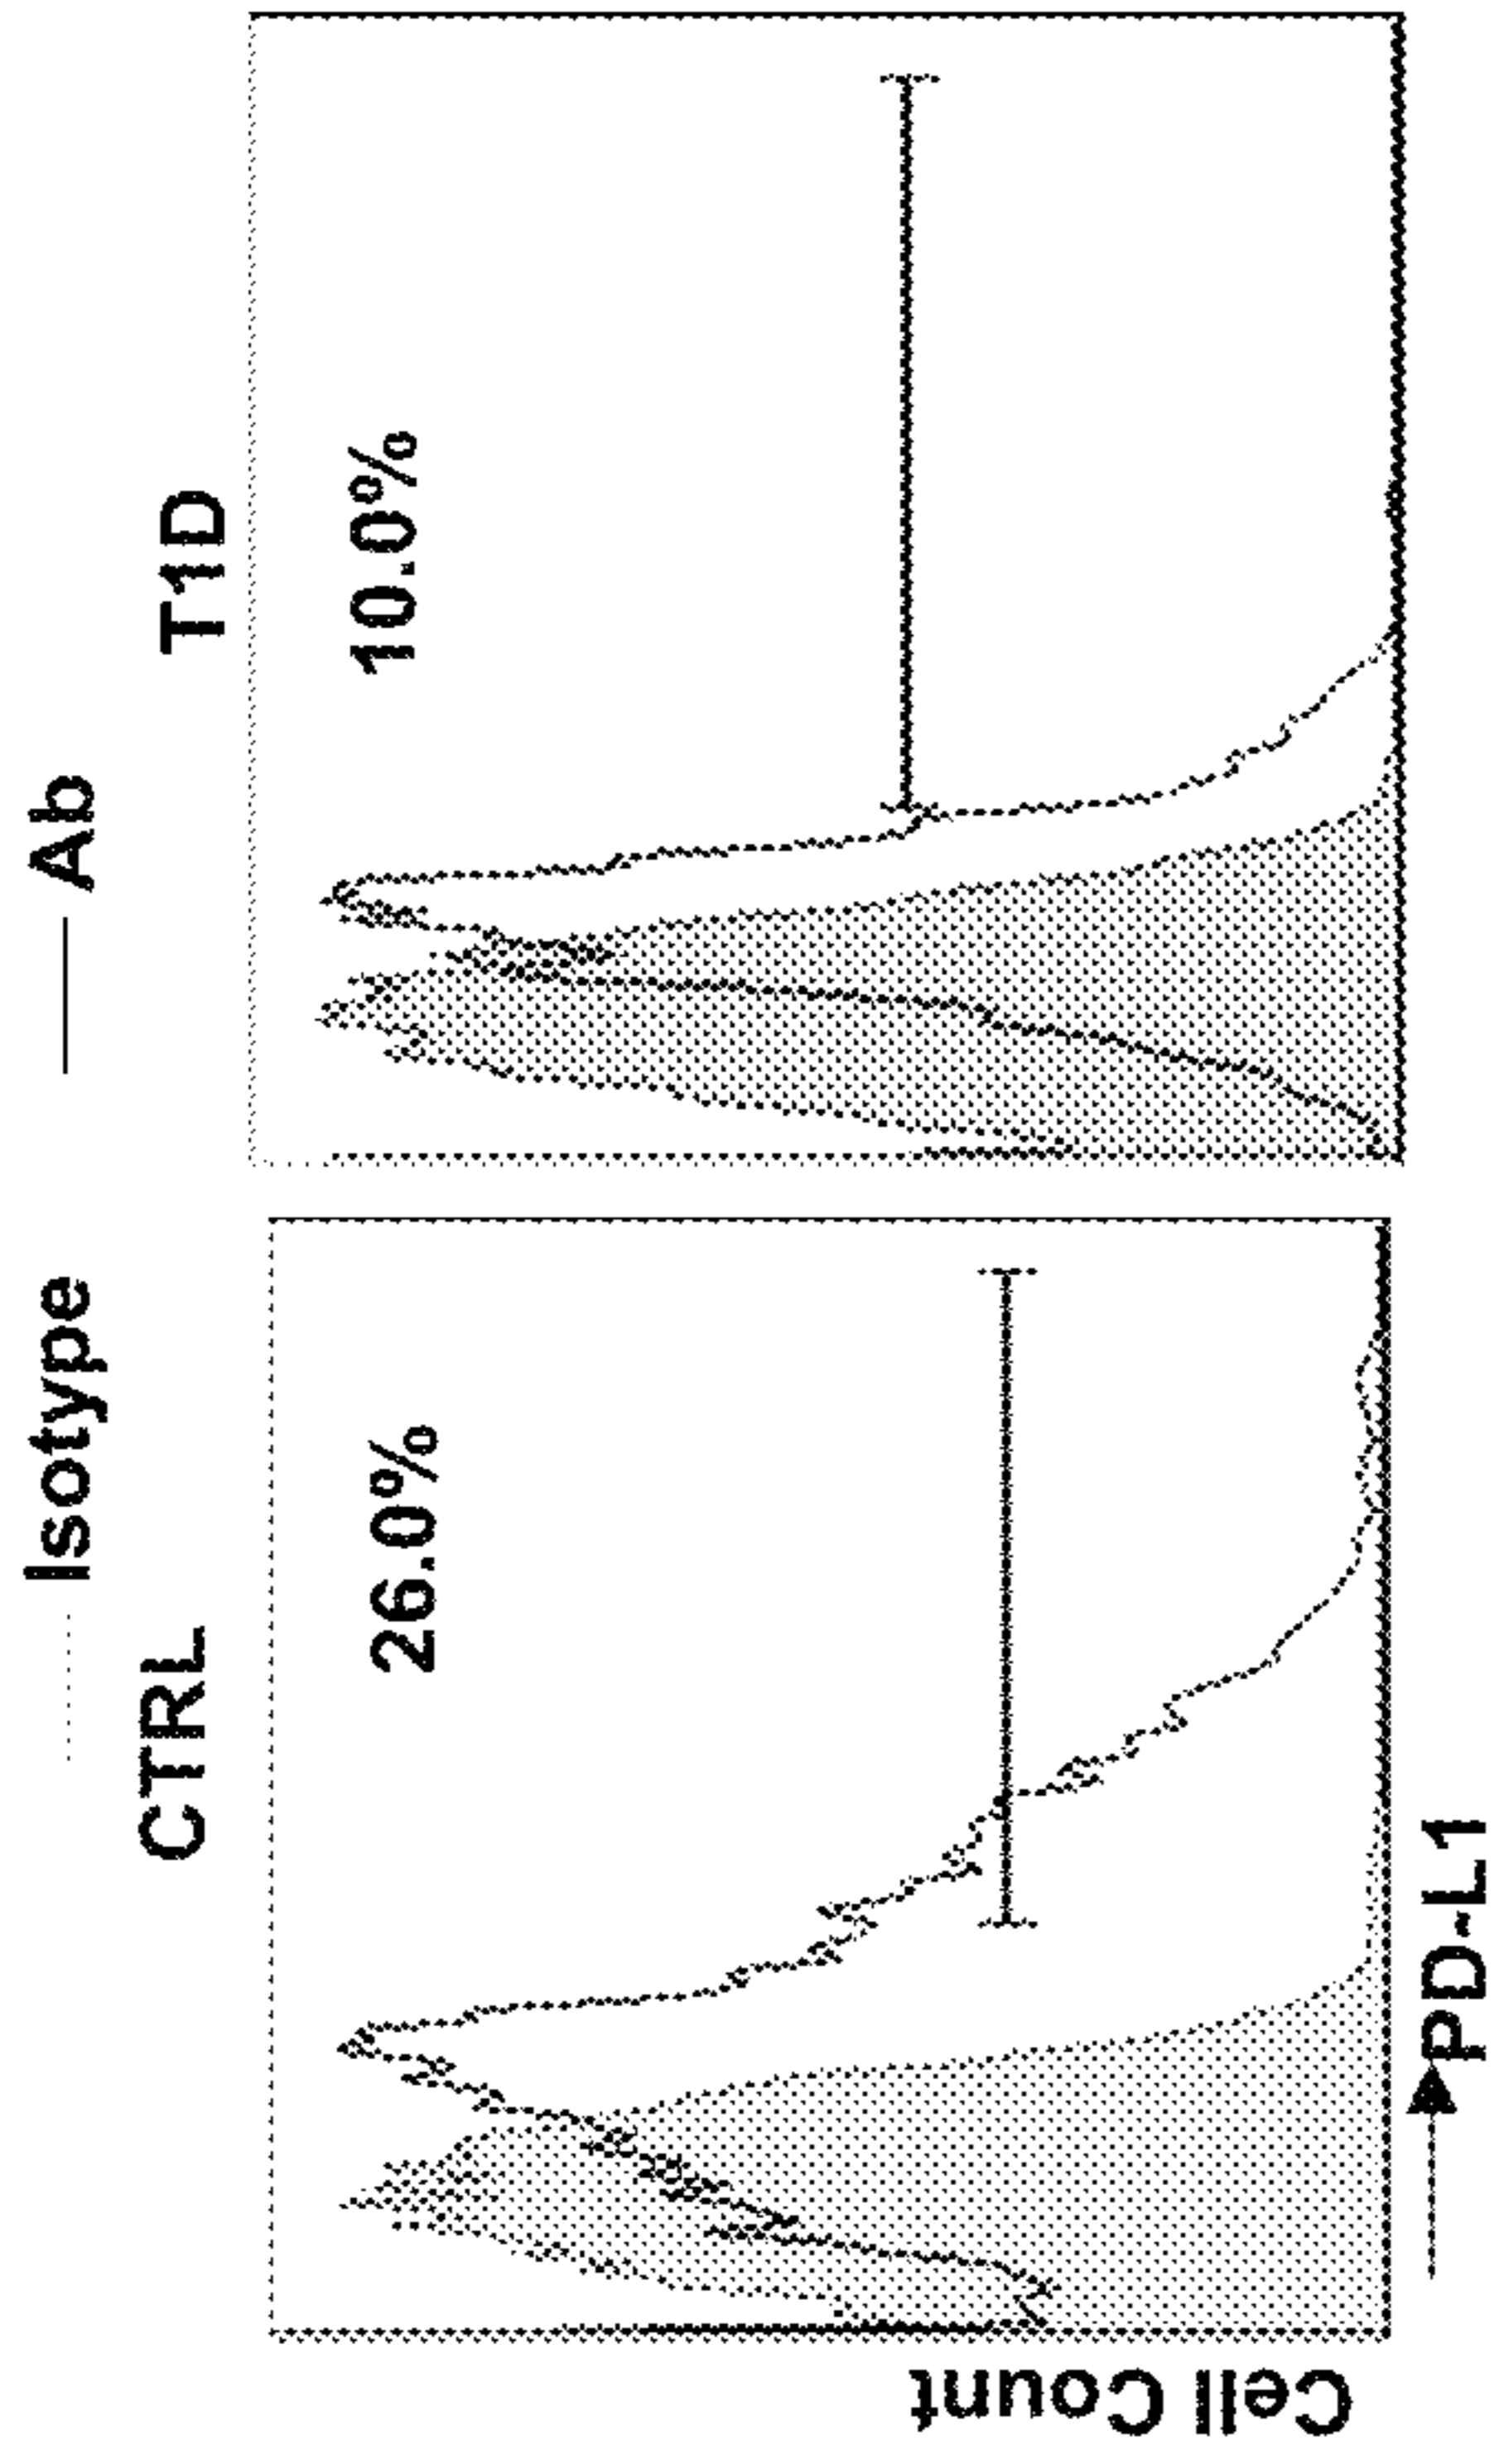 Isotype
Ab
CTRL
T1D
26.0%
10.0%
Cell Count
PD-L1